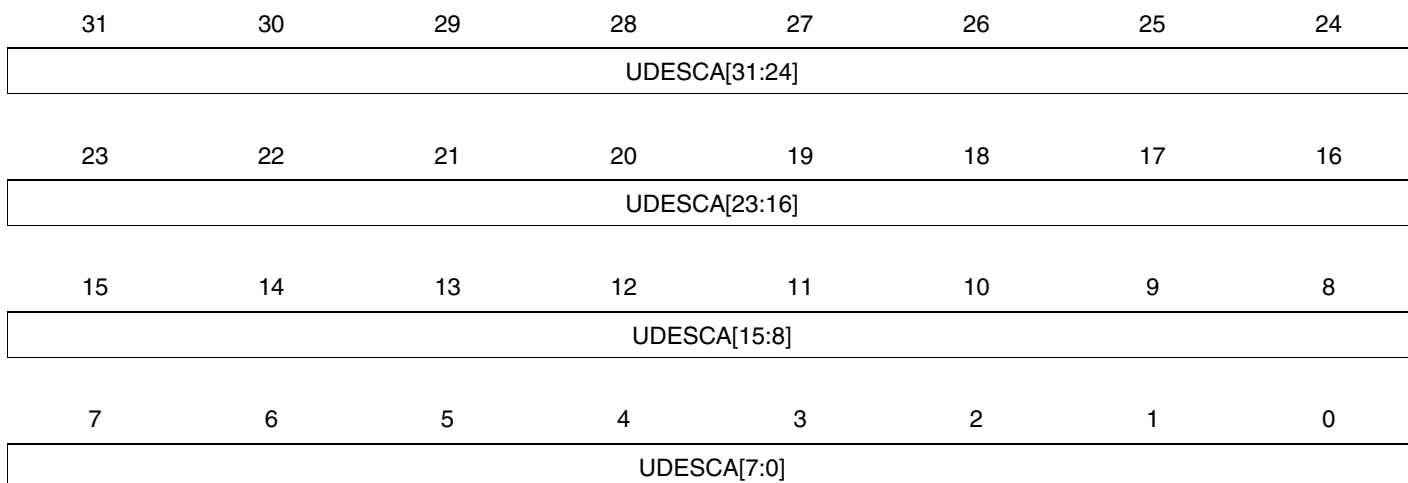 31 30 29 28 27 26 25 24
UDESCA[31:24]
23 22 21 20 19 18 17 16
UDESCA[23:16]
15 14 13 12 11 10 9 8
UDESCA[15:8]
7 6 5 4 3 2 1 0
UDESCA[7:0]